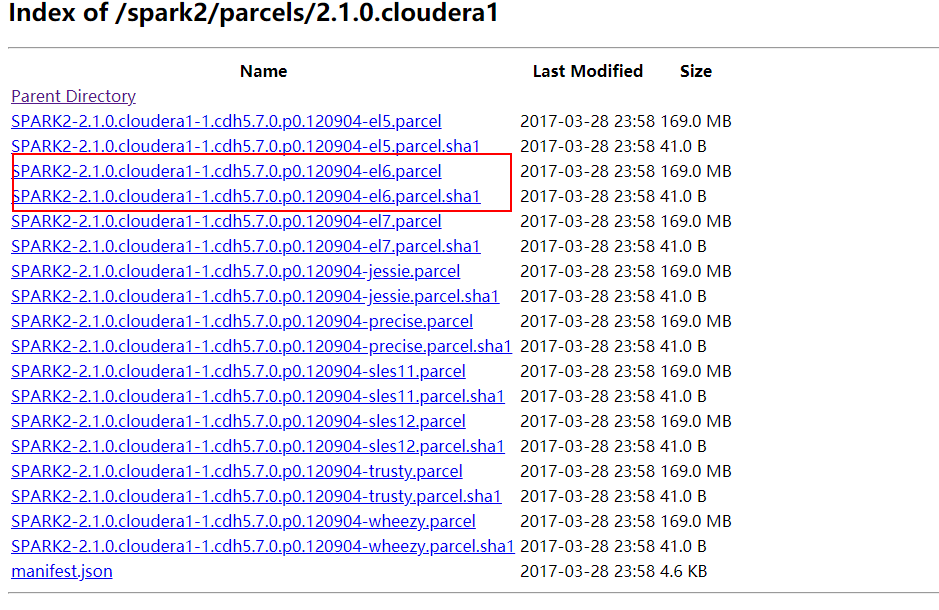 Index of /spark2/parcels/2.1.0.cloudera1
Name Last Modified Size
Parent Directory
SPARK2-2.1.0.cloudera1-1.cdh5.7.0.p0.120904-el5.parcel 2017-03-28 23:58 169.0 MB
SPARK2-2.1.0.cloudera1-1.cdh5.7.0.p0.120904-el5.parcel.sha1 2017-03-28 23:58 41.0 B
SPARK2-2.1.0.cloudera1-1.cdh5.7.0.p0.120904-el6.parcel 2017-03-28 23:58 169.0 MB
SPARK2-2.1.0.cloudera1-1.cdh5.7.0.p0.120904-el6.parcel.sha1 2017-03-28 23:58 41.0 B
SPARK2-2.1.0.cloudera1-1.cdh5.7.0.p0.120904-el7.parcel 2017-03-28 23:58 169.0 MB
SPARK2-2.1.0.cloudera1-1.cdh5.7.0.p0.120904-el7.parcel.sha1 2017-03-28 23:58 41.0 B
SPARK2-2.1.0.cloudera1-1.cdh5.7.0.p0.120904-jessie.parcel 2017-03-28 23:58 169.0 MB
SPARK2-2.1.0.cloudera1-1.cdh5.7.0.p0.120904-jessie.parcel.sha1 2017-03-28 23:58 41.0 B
SPARK2-2.1.0.cloudera1-1.cdh5.7.0.p0.120904-precise.parcel 2017-03-28 23:58 169.0 MB
SPARK2-2.1.0.cloudera1-1.cdh5.7.0.p0.120904-precise.parcel.sha1 2017-03-28 23:58 41.0 B
SPARK2-2.1.0.cloudera1-1.cdh5.7.0.p0.120904-sles11.parcel 2017-03-28 23:58 169.0 MB
SPARK2-2.1.0.cloudera1-1.cdh5.7.0.p0.120904-sles11.parcel.sha1 2017-03-28 23:58 41.0 B
SPARK2-2.1.0.cloudera1-1.cdh5.7.0.p0.120904-sles12.parcel 2017-03-28 23:58 169.0 MB
SPARK2-2.1.0.cloudera1-1.cdh5.7.0.p0.120904-sles12.parcel.sha1 2017-03-28 23:58 41.0 B
SPARK2-2.1.0.cloudera1-1.cdh5.7.0.p0.120904-trusty.parcel 2017-03-28 23:58 169.0 MB
SPARK2-2.1.0.cloudera1-1.cdh5.7.0.p0.120904-trusty.parcel.sha1 2017-03-28 23:58 41.0 B
SPARK2-2.1.0.cloudera1-1.cdh5.7.0.p0.120904-wheezy.parcel 2017-03-28 23:58 169.0 MB
SPARK2-2.1.0.cloudera1-1.cdh5.7.0.p0.120904-wheezy.parcel.sha1 2017-03-28 23:58 41.0 B
manifest.json 2017-03-28 23:58 4.6 KB